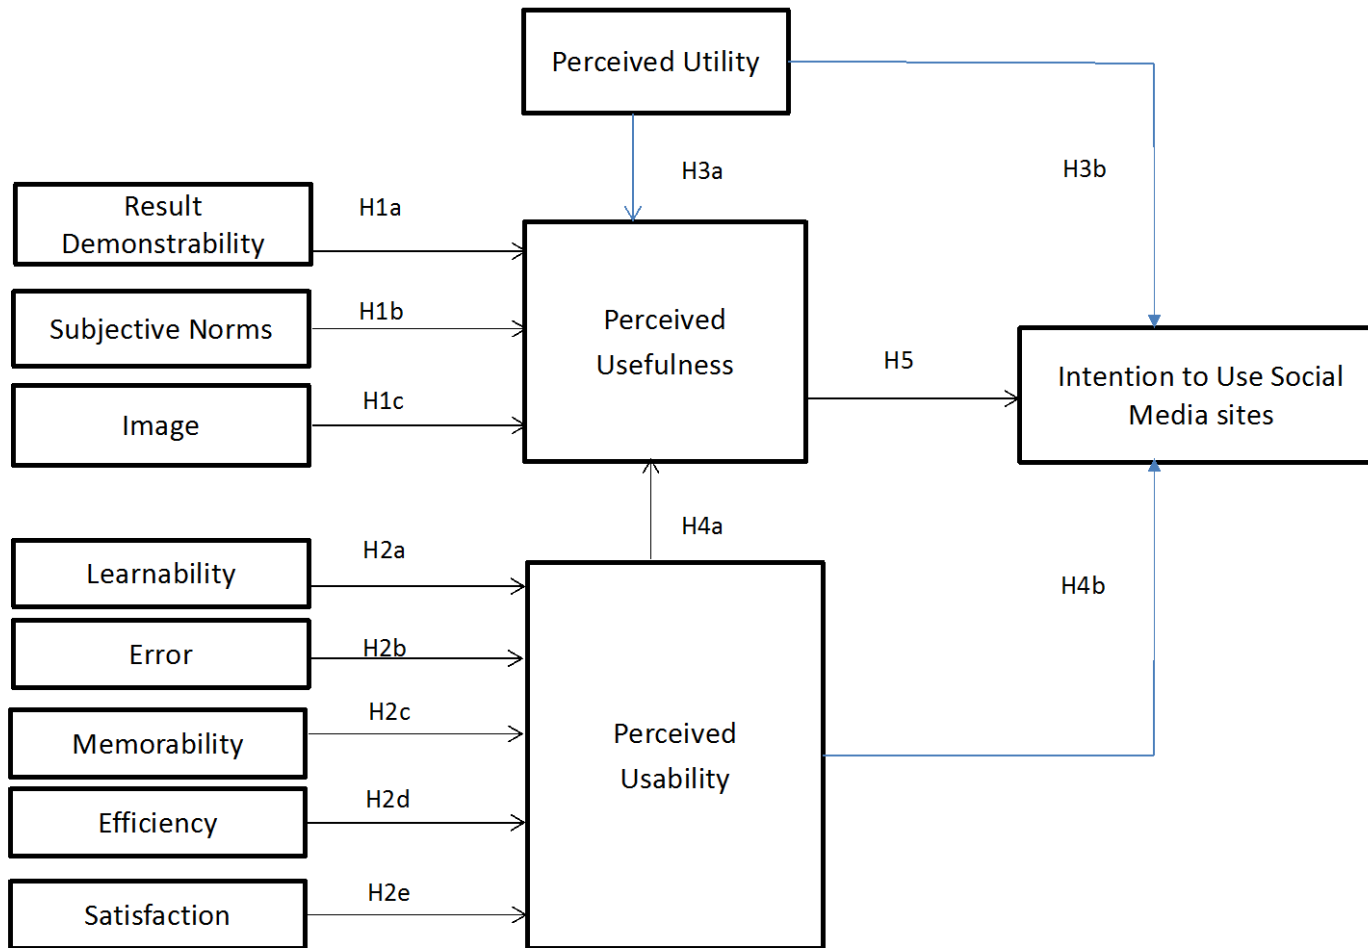 Perceived Utility
H3a
H3b
Result
Demonstrability
H1a
Subjective Norms
H1b
Image
H1c
Perceived
Usefulness
H5
Intention to Use Social
Media sites
H4a
Learnability
H2a
Error
H2b
Memorability
H2c
Efficiency
H2d
Satisfaction
H2e
Perceived
Usability
H4b